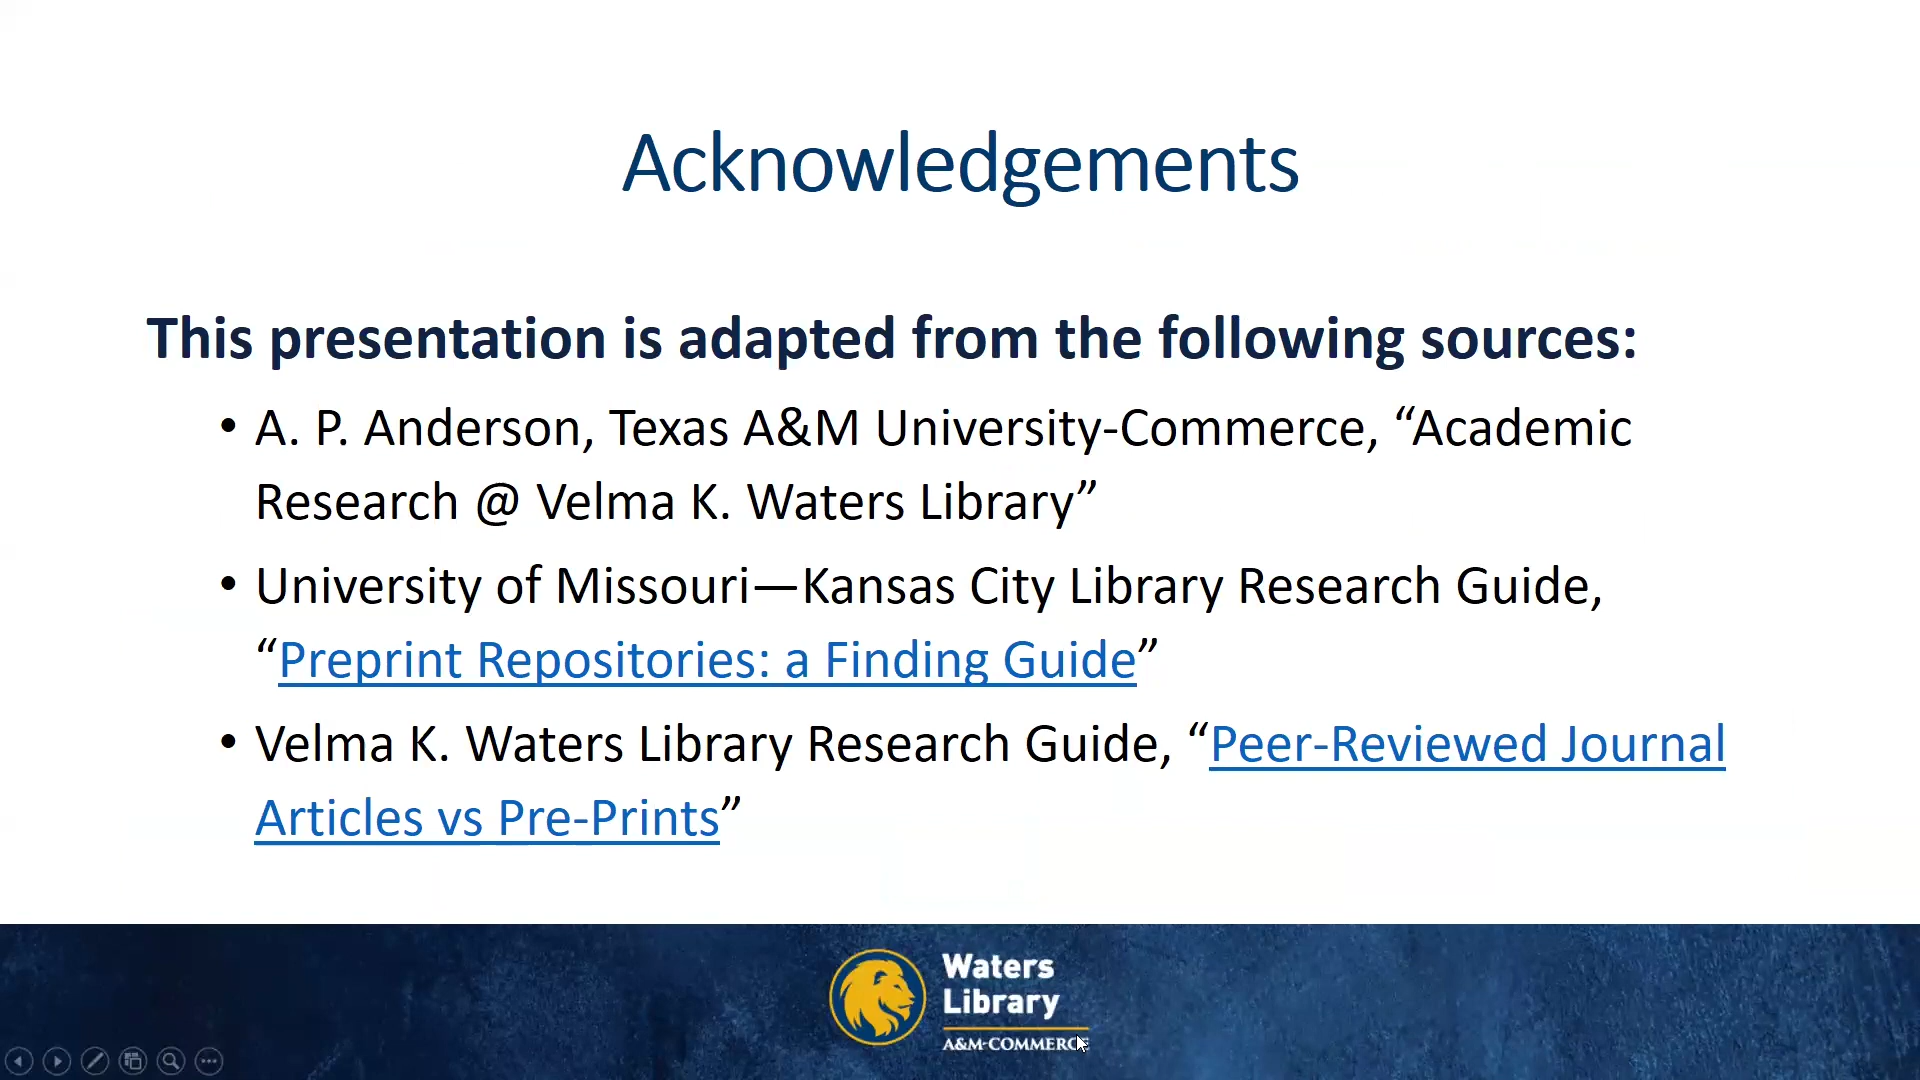 Acknowledgements
This presentation is adapted from the following sources:
• A. P. Anderson, Texas A&M University-Commerce, “Academic
Research @ Velma K. Waters Library”
• University of Missouri—Kansas City Library Research Guide,
“Preprint Repositories: a Finding Guide”
• Velma K. Waters Library Research Guide, “Peer-Reviewed Journal
Articles vs Pre-Prints”
Waters
Library
A&M-COMMERCE